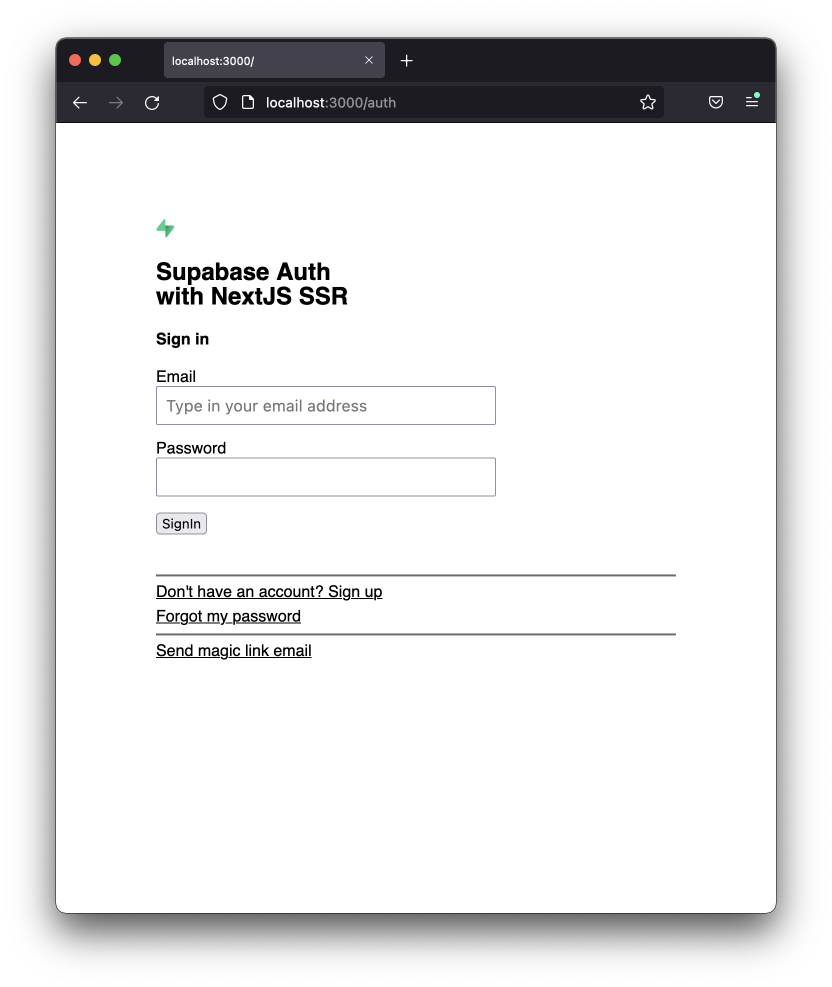 localhost:3000/
localhost:3000/auth
Supabase Auth
with NextJS SSR
Sign in
Email
Type in your email address
Password
SignIn
Don't have an account? Sign up
Forgot my password
Send magic link email